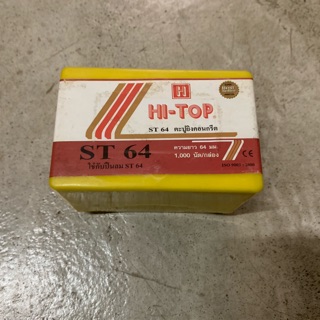 H
HI-TOP
ST 64 ตะปูยิงคอนกรีต
ST 64
ใช้กับปืนลม ST 64
ความยาว 64 มม
1,000 นัด/กล่อง
CE